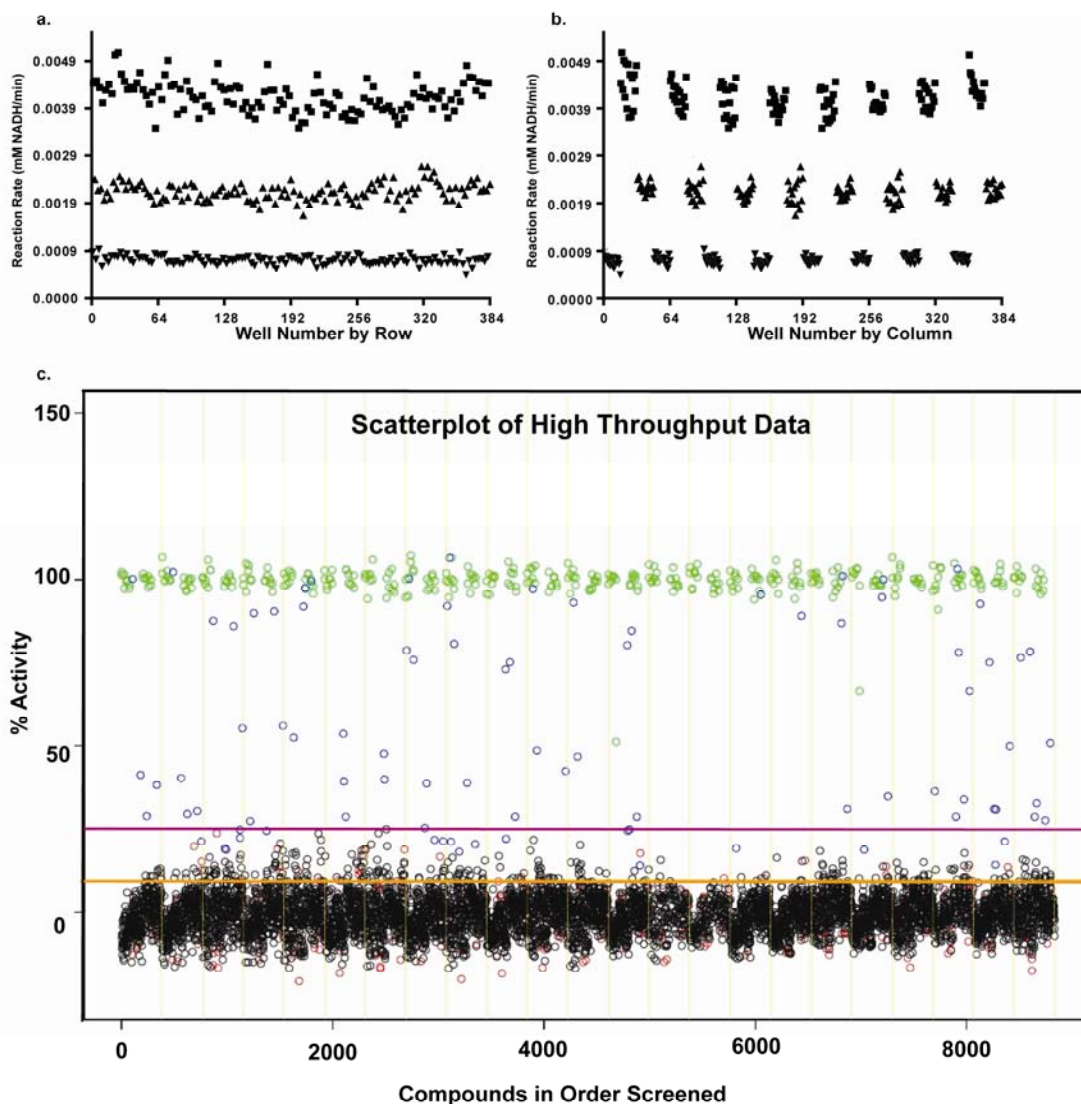 a.
Reaction Rate (mM NADH/min)
0.0049
0.0039
0.0029
0.0019
0.0009
0.0000
0 64 128 192 256 320 384
Well Number by Row
b.
Reaction Rate (mM NADH/min)
0.0049
0.0039
0.0029
0.0019
0.0009
0.0000
0 64 128 192 256 320 384
Well Number by Column
c.
Scatterplot of High Throughput Data
% Activity
150
100
50
0
0 2000 4000 6000 8000
Compounds in Order Screened